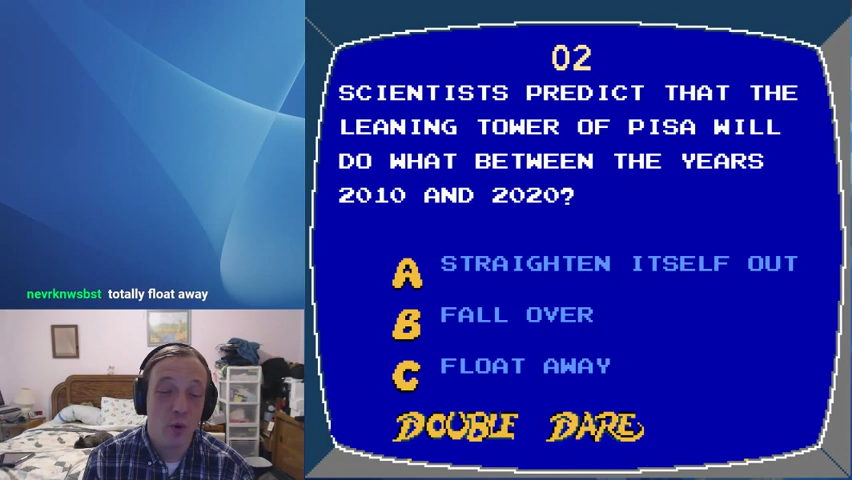 nevrknwsbst totally float away
02
SCIENTISTS PREDICT THAT THE
LEANING TOWER OF PISA WILL
DO WHAT BETWEEN THE YEARS
2010 AND 2020?
A STRAIGHTEN ITSELF OUT
B FALL OVER
C FLOAT AWAY
DOUBLE DARE